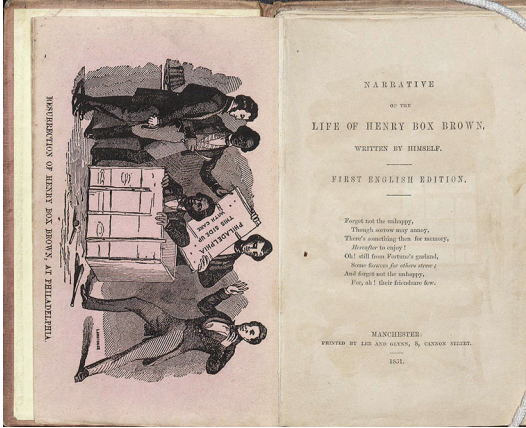 RESURRECTION OF HENRY BOX BROWN, AT PHILADELPHIA.
PHILADELPHIA
THIS SIDE UP
WITH CARE
NARRATIVE
OF THE
LIFE OF HENRY BOX BROWN,
WRITTEN BY HIMSELF.
FIRST ENGLISH EDITION.
Forget not the unhappy,
Though sorrow may annoy,
There's something then for memory,
Hereafter to enjoy!
Oh! still from Fortune's garland,
Some flowers for others strew;
And forget not the unhappy,
For, ah! their friends are few.
MANCHESTER:
PRINTED BY LEE AND GLYNN, 8, CANNON STREET.
1851.